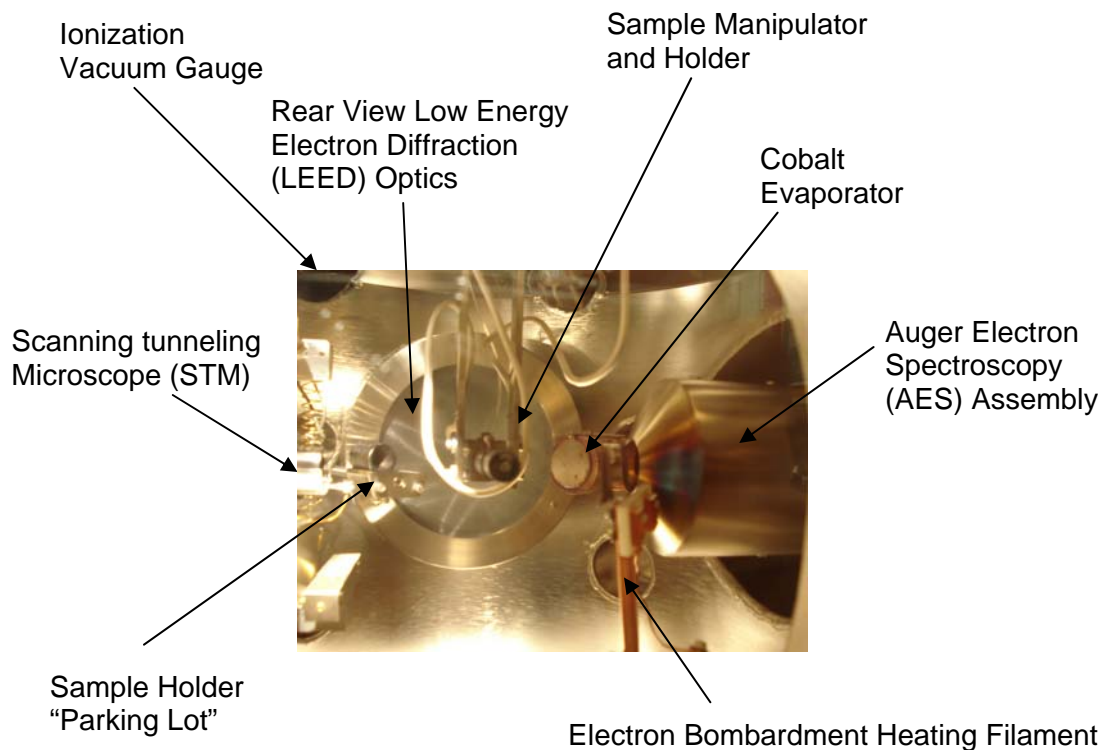 Ionization
Vacuum Gauge
Sample Manipulator
and Holder
Rear View Low Energy
Electron Diffraction
(LEED) Optics
Cobalt
Evaporator
Scanning tunneling
Microscope (STM)
Auger Electron
Spectroscopy
(AES) Assembly
Sample Holder
“Parking Lot”
Electron Bombardment Heating Filament